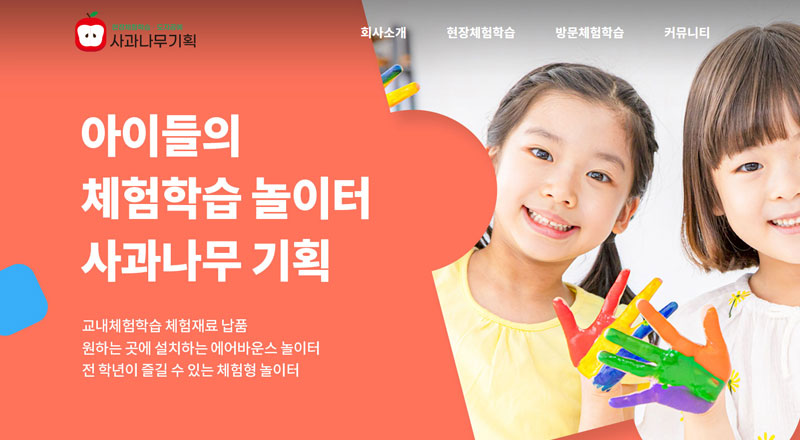 사과나무기획
회사소개
현장체험학습
방문체험학습
커뮤니티
아이들의
체험학습 놀이터
사과나무 기획
교내체험학습 체험재료 납품
원하는 곳에 설치하는 에어바운스 놀이터
전 학년이 즐길 수 있는 체험형 놀이터